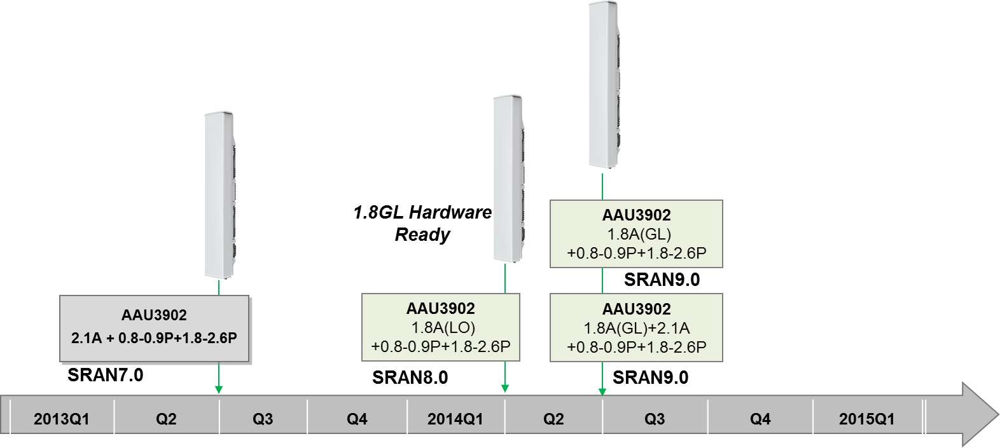 1.8GL Hardware
Ready
AAU3902
2.1A + 0.8-0.9P+1.8-2.6P
SRAN7.0
AAU3902
1.8A(LO)
+0.8-0.9P+1.8-2.6P
SRAN8.0
AAU3902
1.8A(GL)
+0.8-0.9P+1.8-2.6P
SRAN9.0
AAU3902
1.8A(GL)+2.1A
+0.8-0.9P+1.8-2.6P
SRAN9.0
2013Q1 Q2 Q3 Q4 2014Q1 Q2 Q3 Q4 2015Q1